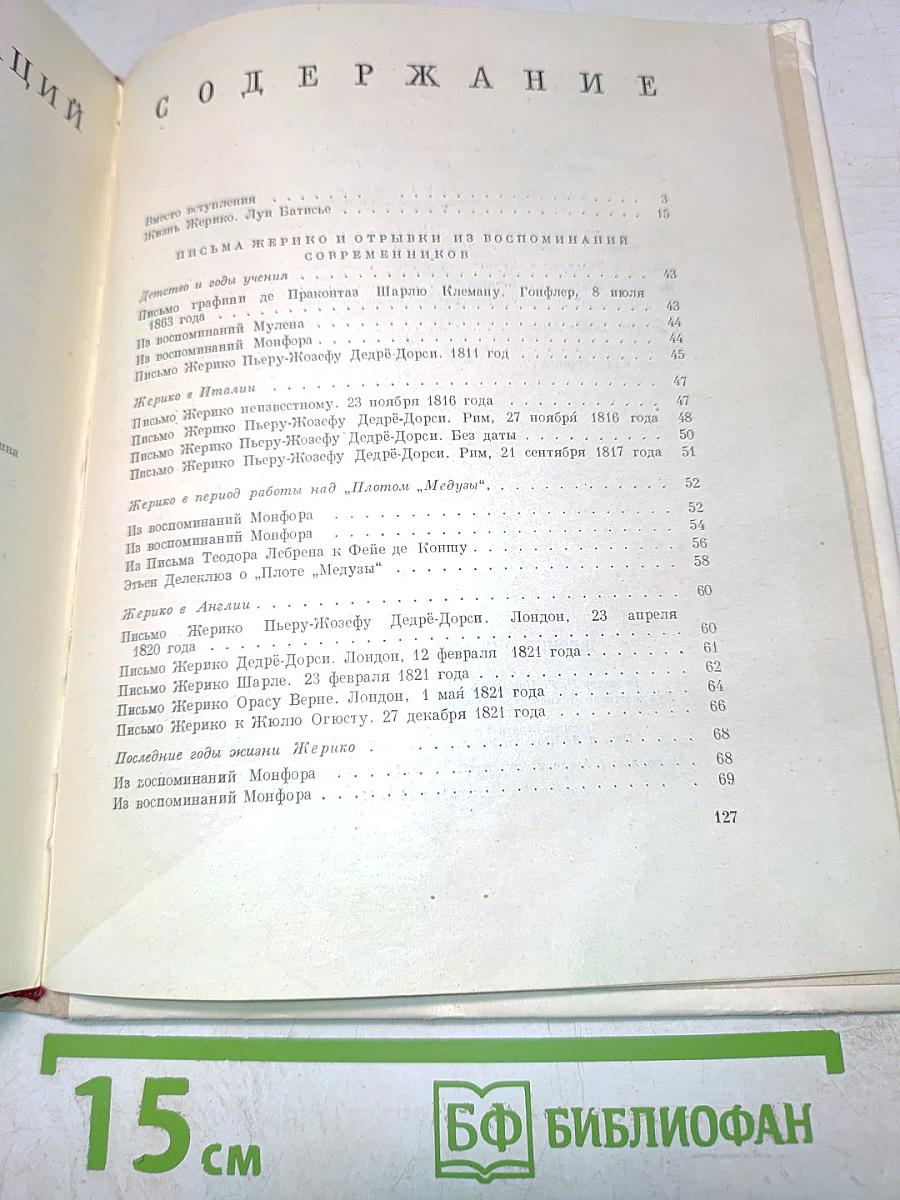 АЦИЙ
СОДЕРЖАНИЕ
Вместо вступления . . . 3
Жизнь Жерико. Луи Батисье . . . 15
ПИСЬМА ЖЕРИКО И ОТРЫВКИ ИЗ ВОСПОМИНАНИЙ
СОВРЕМЕННИКОВ
Детство и годы учения . . . 43
Письмо графини де Праконтаз Шарлю Клеману. Гонфлер, 8 июля
1863 года . . . 43
Из воспоминаний Мулена . . . 44
Из воспоминаний Монфора . . . 44
Письмо Жерико Пьеру-Жозефу Дедрё-Дорси. 1811 год . . . 45
Жерико в Италии . . . 47
Письмо Жерико неизвестному. 23 ноября 1816 года . . . 47
Письмо Жерико Пьеру-Жозефу Дедрё-Дорси. Рим, 27 ноября 1816 года 48
Письмо Жерико Пьеру-Жозефу Дедрё-Дорси. Без даты . . . 50
Письмо Жерико Пьеру-Жозефу Дедрё-Дорси. Рим, 21 сентября 1817 года 51
Жерико в период работы над „Плотом „Медузы“, . . . 52
Из воспоминаний Монфора . . . 52
Из воспоминаний Монфора . . . 54
Из Письма Теодора Лебрена к Фейе де Коншу . . . 56
Этьен Делеклюз о „Плоте „Медузы“ . . . 58
Жерико в Англии . . . 60
Письмо Жерико Пьеру-Жозефу Дедрё-Дорси. Лондон, 23 апреля
1820 года . . . 60
Письмо Жерико Дедрё-Дорси. Лондон, 12 февраля 1821 года . . . 61
Письмо Жерико Шарле. 23 февраля 1821 года . . . 62
Письмо Жерико Орасу Верне. Лондон, 1 мая 1821 года . . . 64
Письмо Жерико к Жюлю Огюсту. 27 декабря 1821 года . . . 66
Последние годы жизни Жерико . . . 68
Из воспоминаний Монфора . . . 68
Из воспоминаний Монфора . . . 69
127
15 см
БФ БИБЛИОФАН